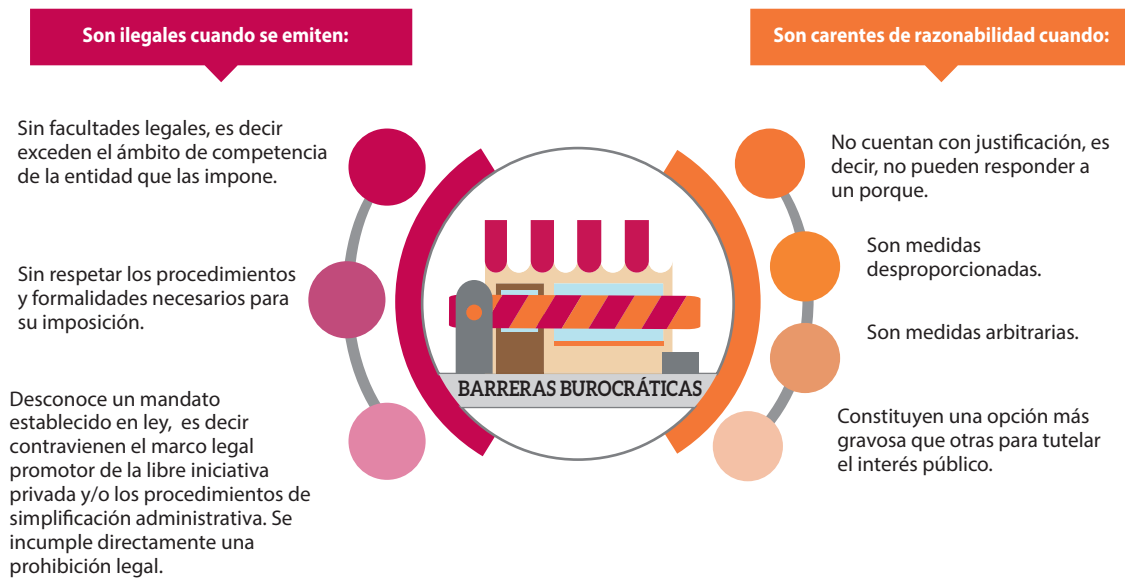 Son ilegales cuando se emiten:
Sin facultades legales, es decir
exceden el ámbito de competencia
de la entidad que las impone.
Sin respetar los procedimientos
y formalidades necesarios para
su imposición.
Desconoce un mandato
establecido en ley, es decir
contravienen el marco legal
promotor de la libre iniciativa
privada y/o los procedimientos de
simplificación administrativa. Se
incumple directamente una
prohibición legal.
BARRERAS BUROCRÁTICAS
Son carentes de razonabilidad cuando:
No cuentan con justificación, es
decir, no pueden responder a
un porque.
Son medidas
desproporcionadas.
Son medidas arbitrarias.
Constituyen una opción más
gravosa que otras para tutelar
el interés público.